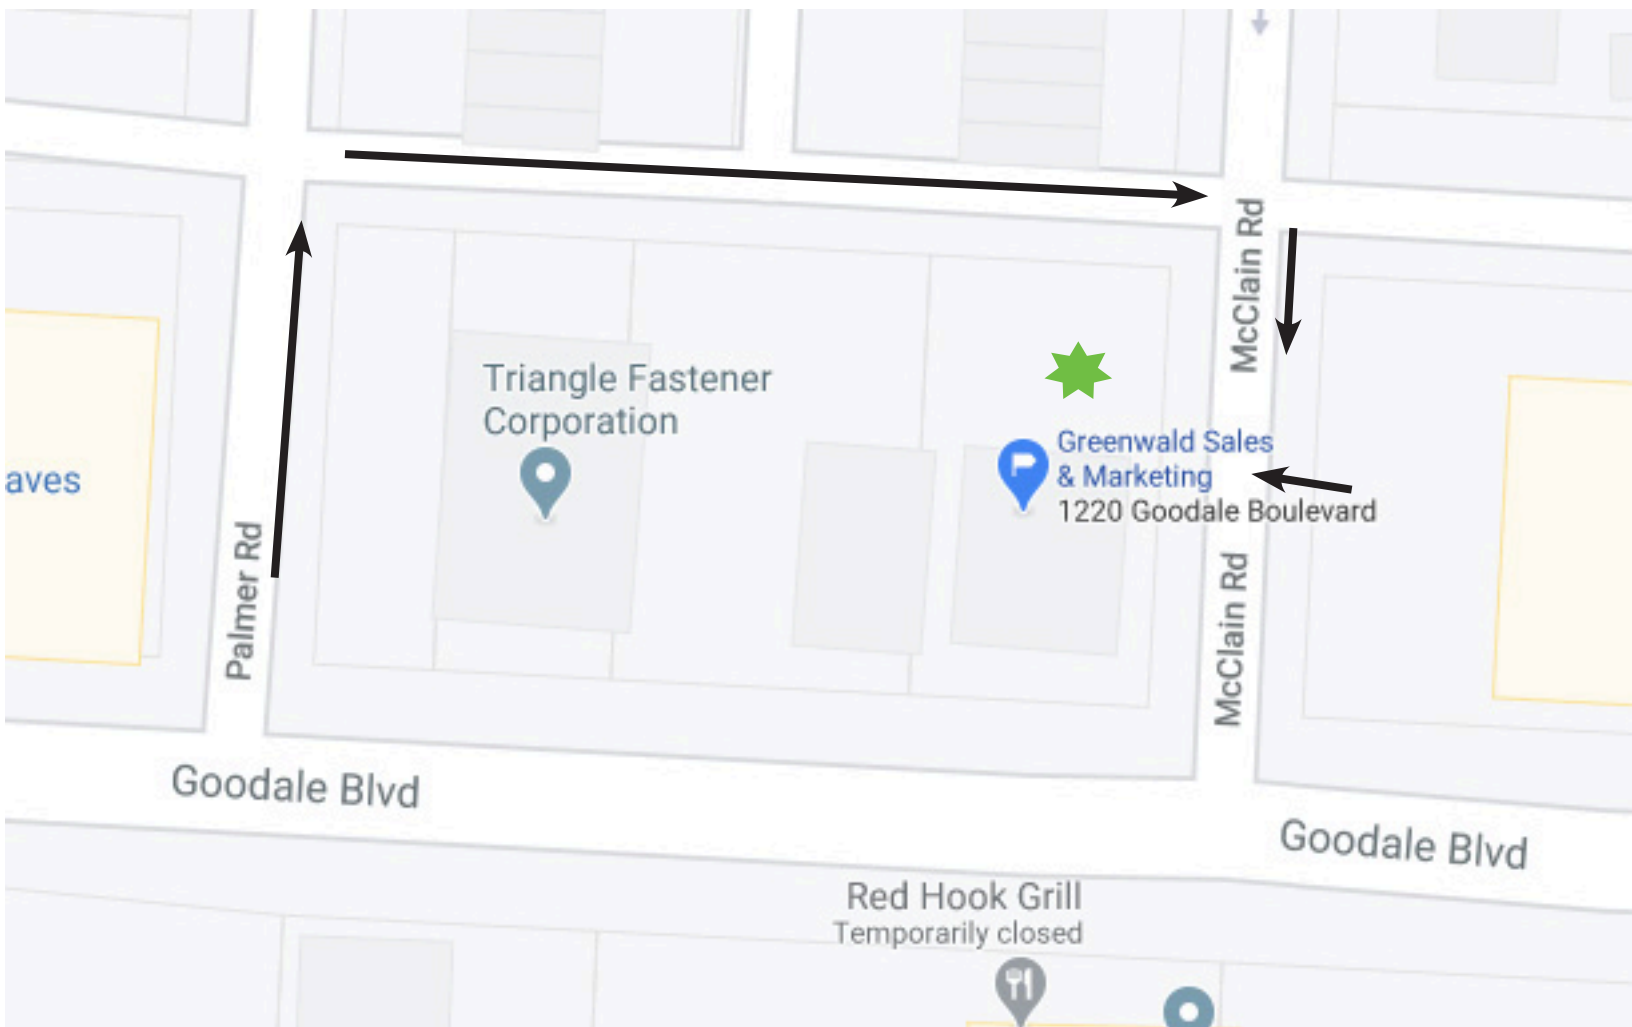 McClain Rd
Triangle Fastener
Corporation
Greenwald Sales
& Marketing
1220 Goodale Boulevard
aves
Palmer Rd
McClain Rd
Goodale Blvd
Goodale Blvd
Red Hook Grill
Temporarily closed